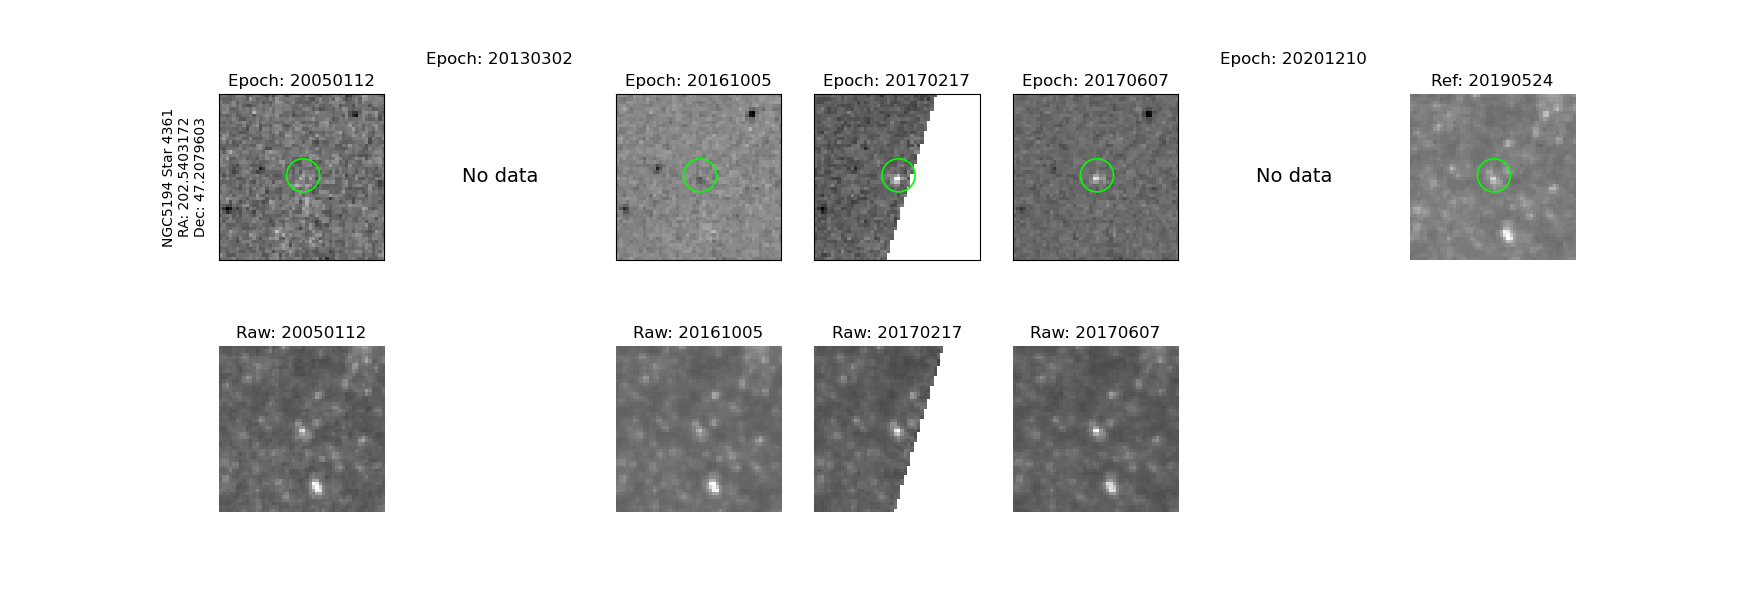 Epoch: 20130302
Epoch: 20201210
Epoch: 20050112
Epoch: 20161005
Epoch: 20170217
Epoch: 20170607
Ref: 20190524
NGC5194 Star 4361
RA: 202.5403172
Dec: 47.2079603
No data
No data
Raw: 20050112
Raw: 20161005
Raw: 20170217
Raw: 20170607